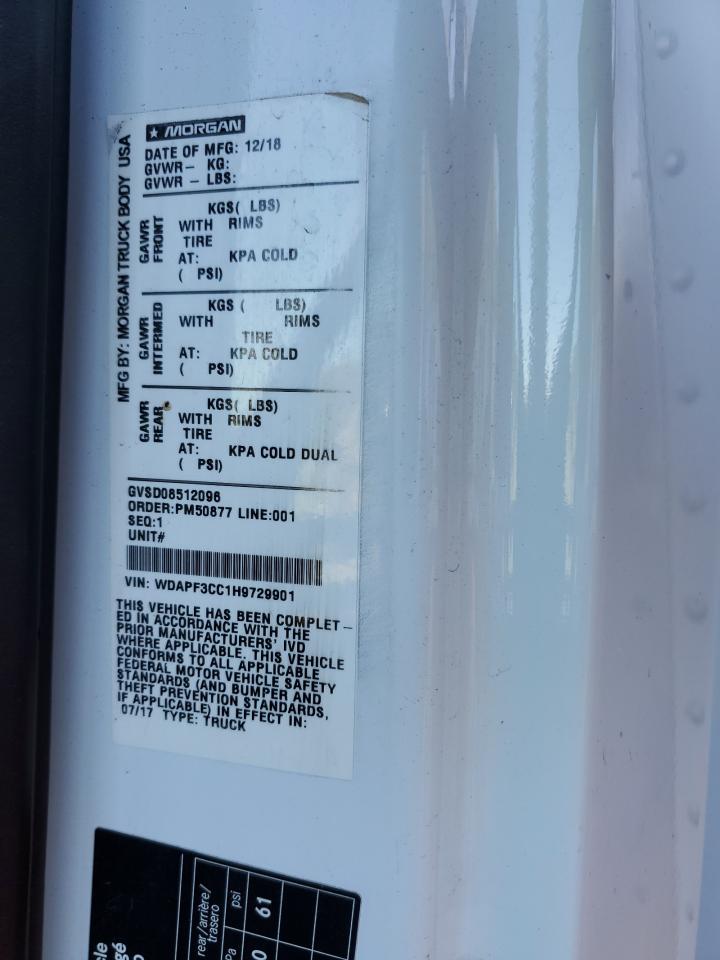 MORGAN
MFG BY: MORGAN TRUCK BODY USA
DATE OF MFG: 12/18
GVWR- KG:
GVWR - LBS:
GAWR
FRONT
KGS( LBS)
WITH RIMS
TIRE
AT: KPA COLD
( PSI)
GAWR
INTERMED
KGS ( LBS)
WITH RIMS
TIRE
AT: KPA COLD
( PSI)
GAWR
REAR
KGS( LBS)
WITH RIMS
TIRE
AT: KPA COLD DUAL
( PSI)
GVSD08512096
ORDER:PM50877 LINE:001
SEQ:1
UNIT#
VIN: WDAPF3CC1H9729901
THIS VEHICLE HAS BEEN COMPLET-
ED IN ACCORDANCE WITH THE
PRIOR MANUFACTURERS' IVD
WHERE APPLICABLE. THIS VEHICLE
CONFORMS TO ALL APPLICABLE
FEDERAL MOTOR VEHICLE SAFETY
STANDARDS (AND BUMPER AND
THEFT PREVENTION STANDARDS,
IF APPLICABLE) IN EFFECT IN:
07/17 TYPE: TRUCK
rear/arrière/
trasero
psi
61